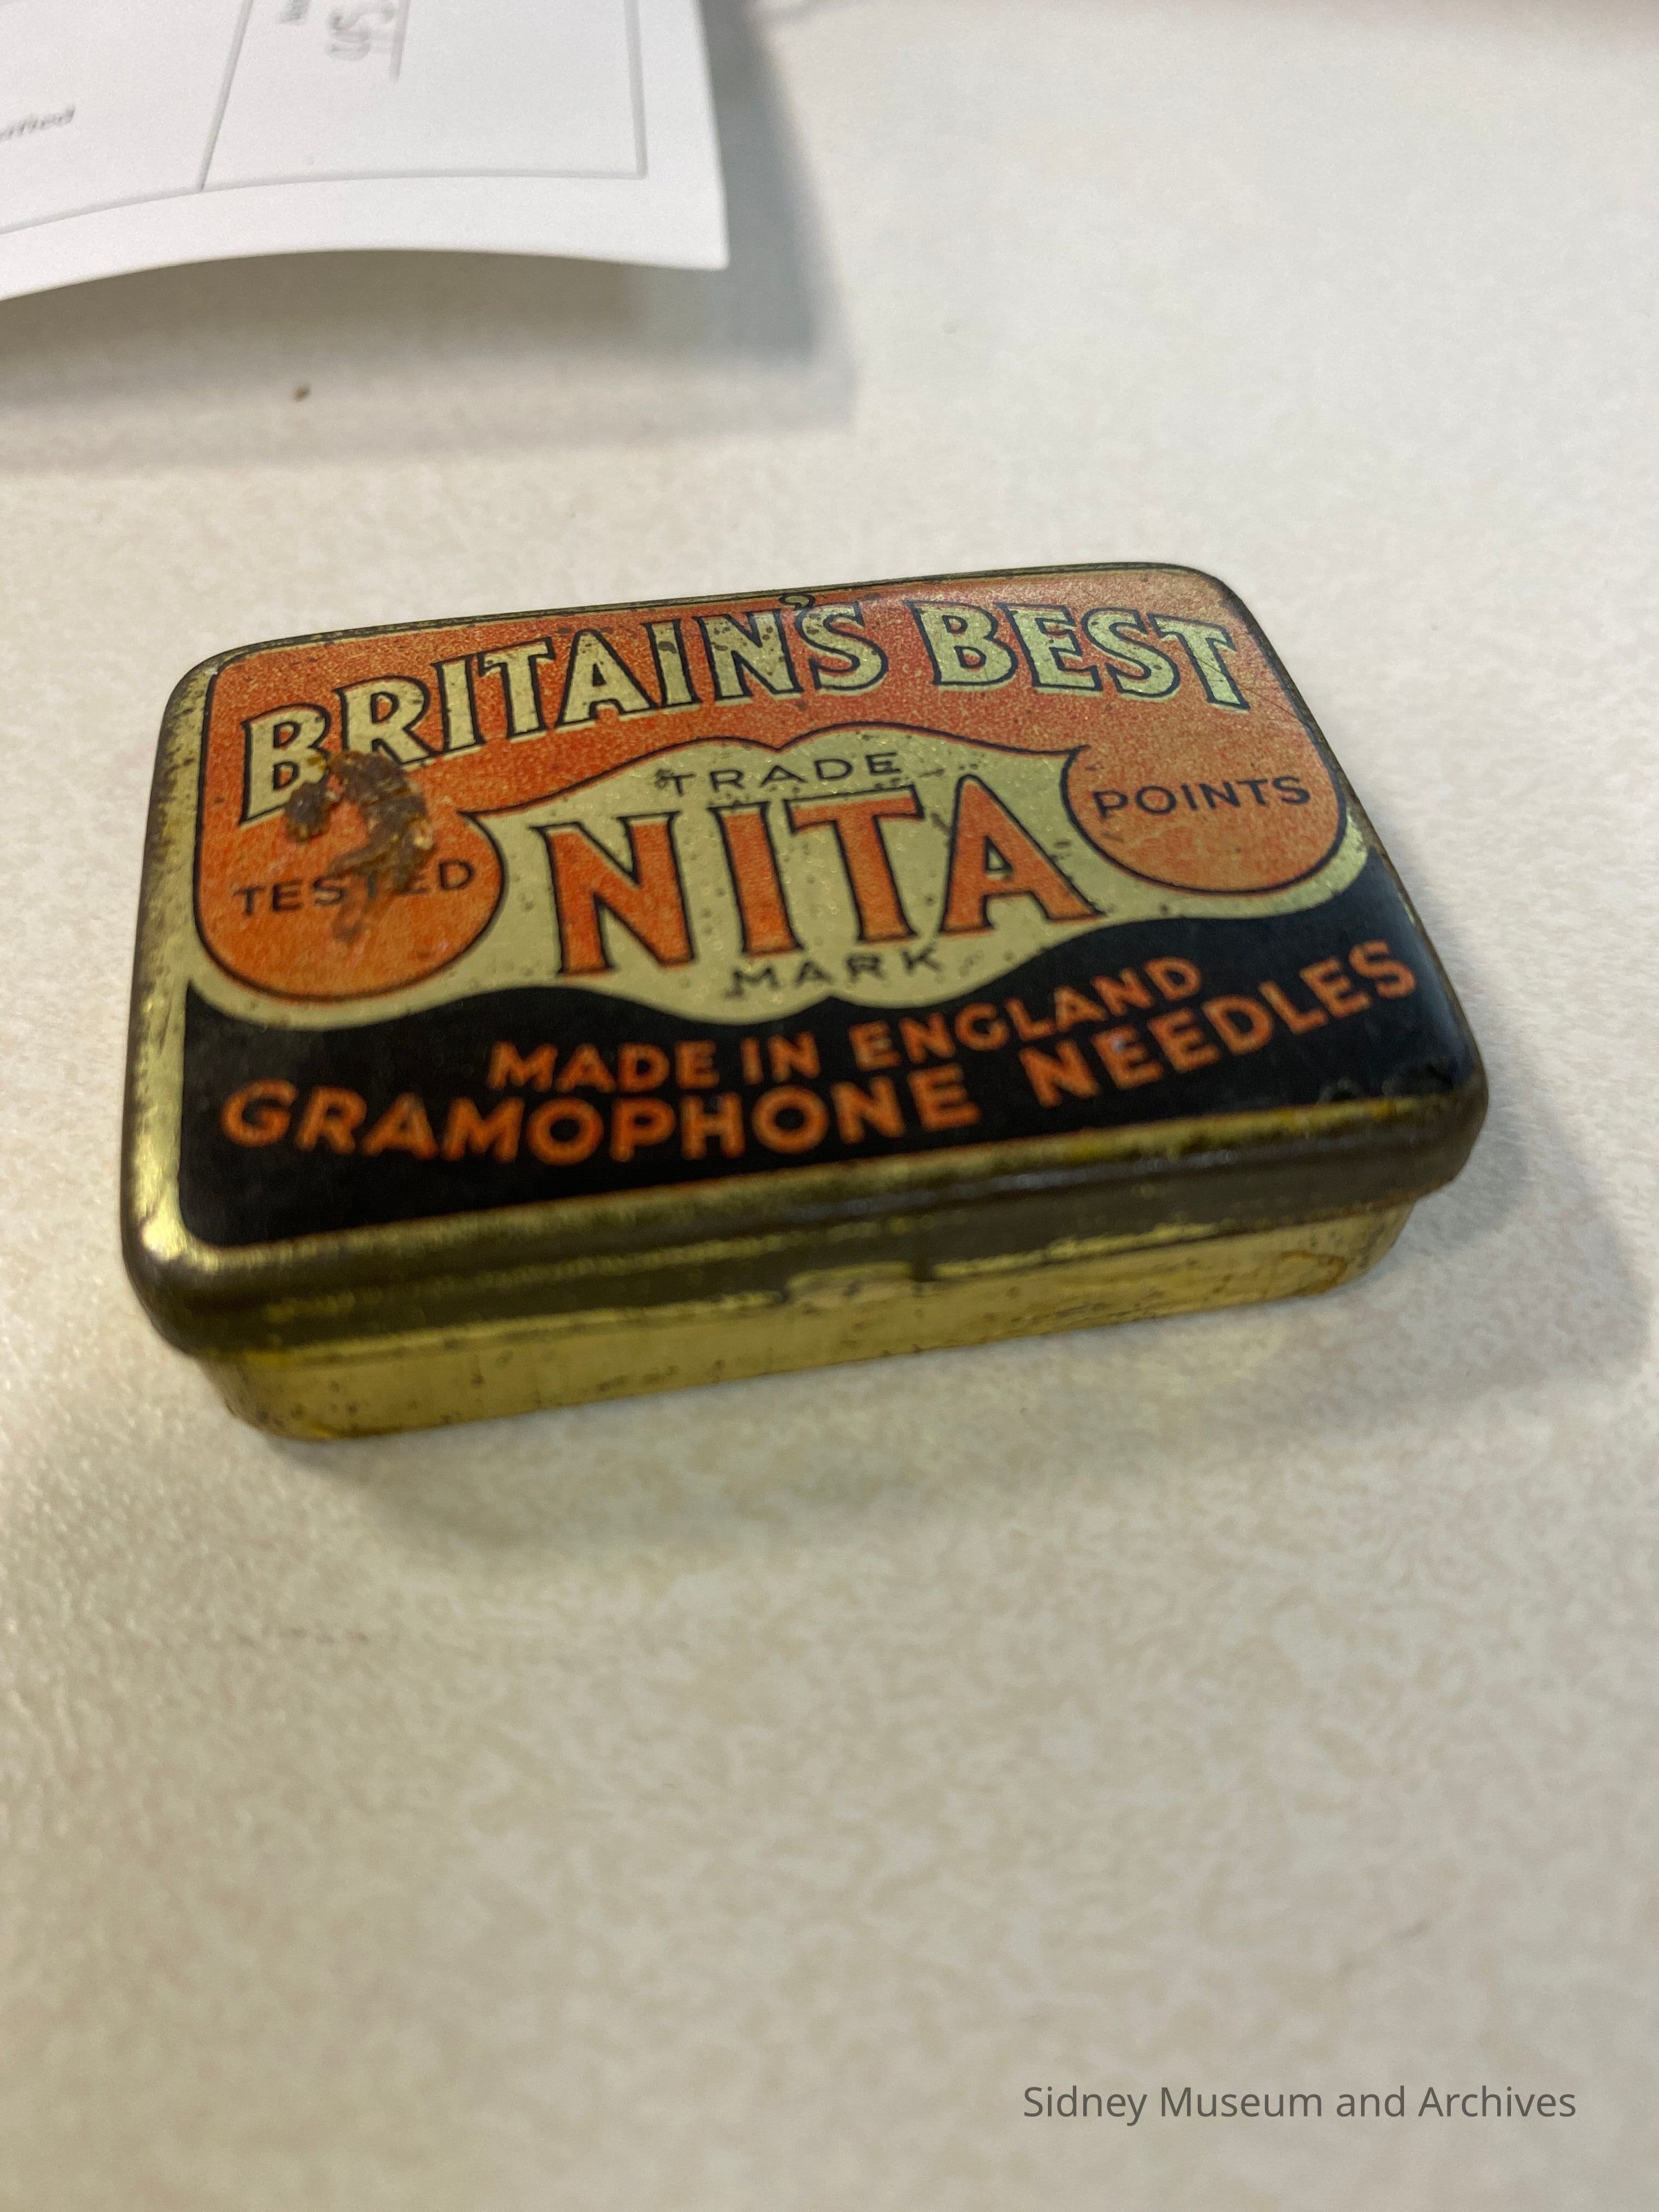 BRITAIN'S BEST
TRADE
NITA
MARK
TESTED
POINTS
MADE IN ENGLAND
GRAMOPHONE NEEDLES
Sidney Museum and Archives